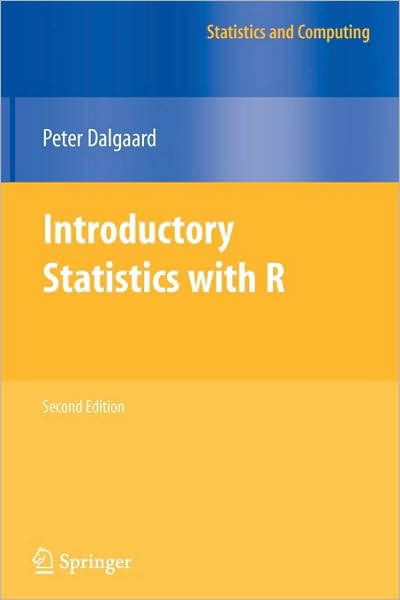 Statistics and Computing
Peter Dalgaard
Introductory
Statistics with R
Second Edition
Springer